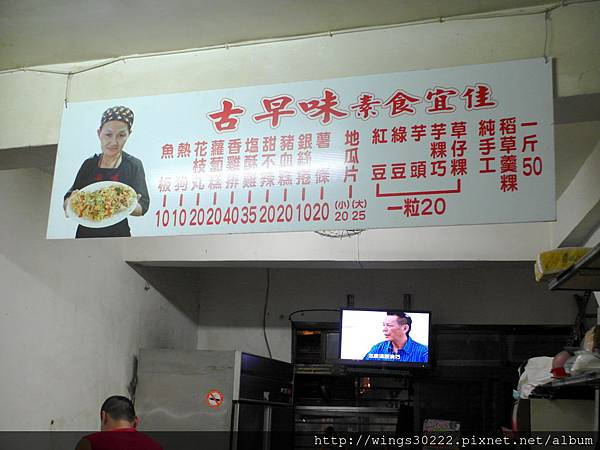 古早味素食宜佳
魚板 10
熱狗 10
花枝丸 20
蘿蔔糕 20
香雞排 40
鹽酥雞 35
甜不辣 20
豬血糕 20
銀絲捲 10
薯條 20
地瓜片 (小)20 (大)25
紅豆
綠豆
芋頭
芋粿巧
草仔粿
一粒20
純手工
稻草羹粿
一斤50
http://wings30222.pixnet.net/album